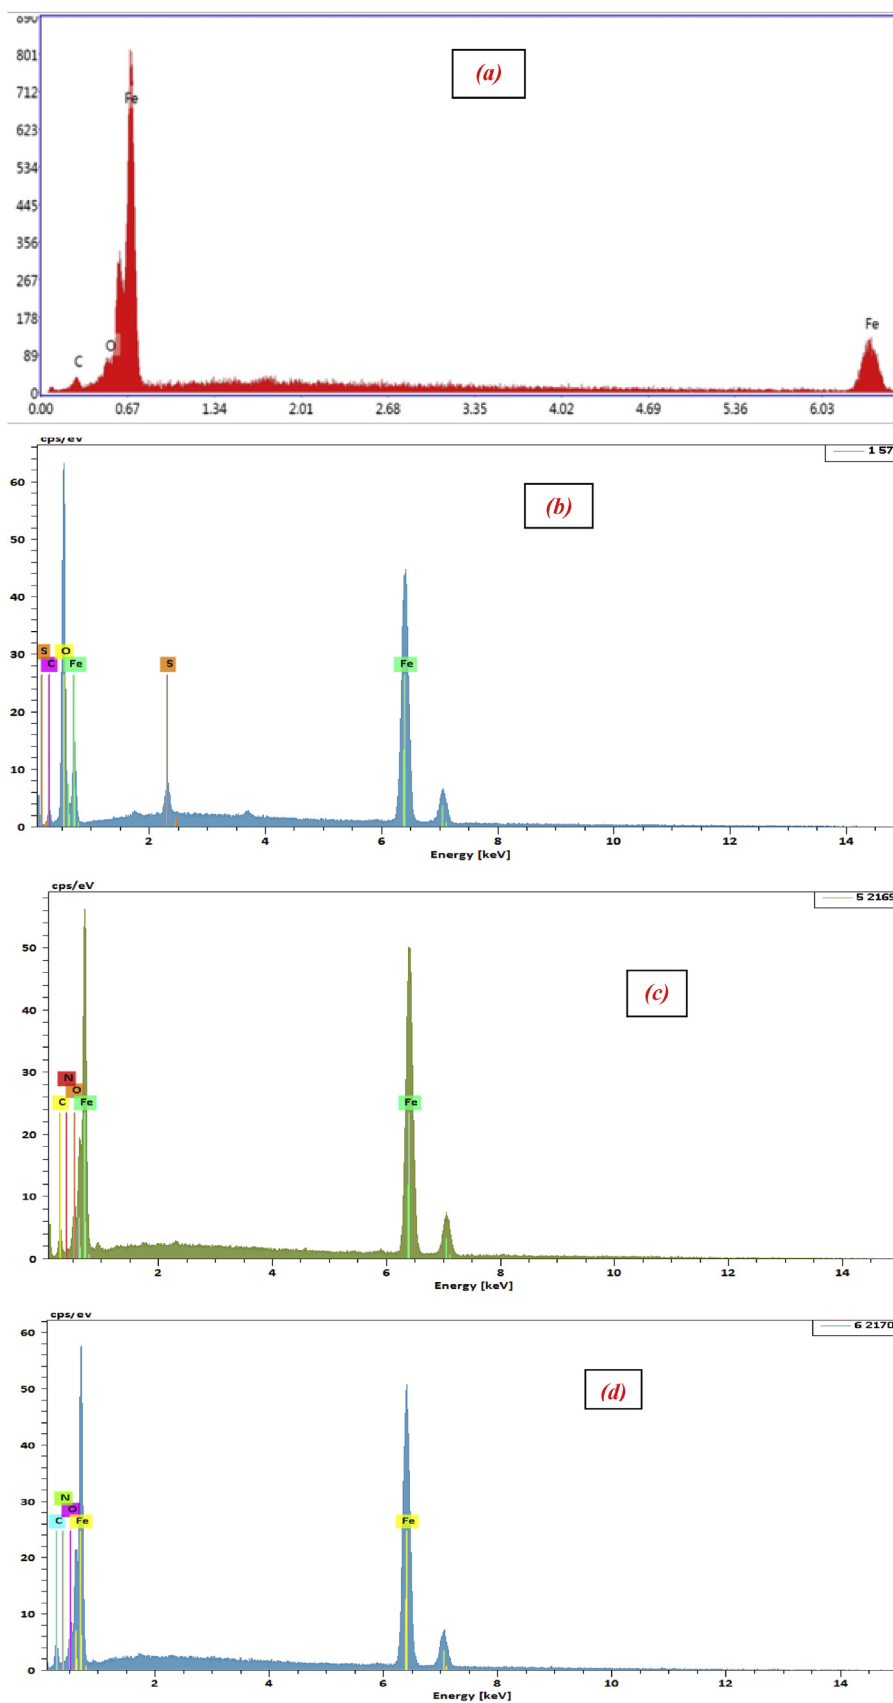 890
(a)
801
712
Fe
623
534
445
356
267
178
Fe
O
C
89
0
0.00 0.67 1.34 2.01 2.68 3.35 4.02 4.69 5.36 6.03
cps/eV
1 57
60
(b)
50
40
30
S O S
C Fe Fe
20
10
0
2 4 6 8 10 12 14
Energy [keV]
cps/eV
5 2169
50
(c)
40
30
N
O
C Fe Fe
20
10
0
2 4 6 8 10 12 14
Energy [keV]
cps/eV
6 2170
60
(d)
50
40
30
N
O
C Fe Fe
20
10
0
2 4 6 8 10 12 14
Energy [keV]